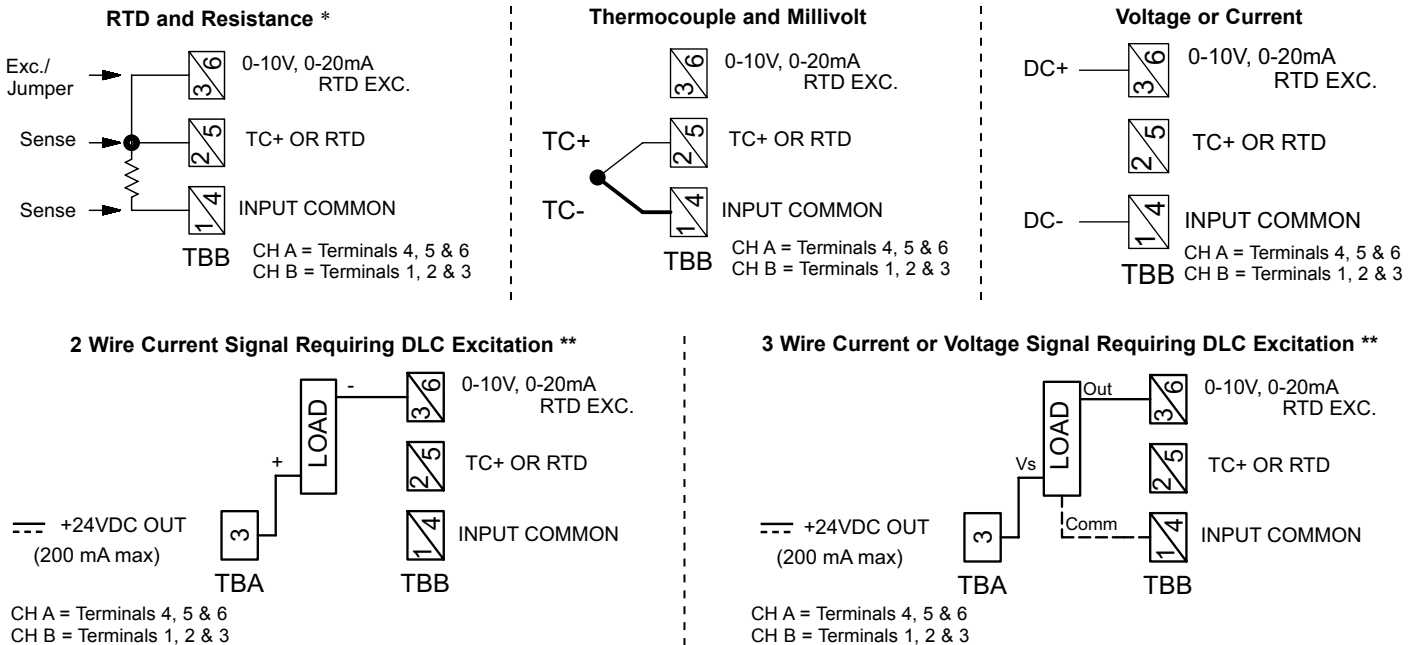 RTD and Resistance *
Exc./
Jumper
3/6
0-10V, 0-20mA
RTD EXC.
Sense
2/5
TC+ OR RTD
Sense
1/4
INPUT COMMON
TBB
CH A = Terminals 4, 5 & 6
CH B = Terminals 1, 2 & 3
Thermocouple and Millivolt
3/6
0-10V, 0-20mA
RTD EXC.
TC+
2/5
TC+ OR RTD
TC-
1/4
INPUT COMMON
TBB
CH A = Terminals 4, 5 & 6
CH B = Terminals 1, 2 & 3
Voltage or Current
DC+
3/6
0-10V, 0-20mA
RTD EXC.
2/5
TC+ OR RTD
DC-
1/4
INPUT COMMON
TBB
CH A = Terminals 4, 5 & 6
CH B = Terminals 1, 2 & 3
2 Wire Current Signal Requiring DLC Excitation **
-
3/6
0-10V, 0-20mA
RTD EXC.
LOAD
+
2/5
TC+ OR RTD
+24VDC OUT
(200 mA max)
3
TBA
1/4
INPUT COMMON
TBB
CH A = Terminals 4, 5 & 6
CH B = Terminals 1, 2 & 3
3 Wire Current or Voltage Signal Requiring DLC Excitation **
Out
3/6
0-10V, 0-20mA
RTD EXC.
LOAD
Vs
2/5
TC+ OR RTD
+24VDC OUT
(200 mA max)
3
TBA
Comm
1/4
INPUT COMMON
TBB
CH A = Terminals 4, 5 & 6
CH B = Terminals 1, 2 & 3